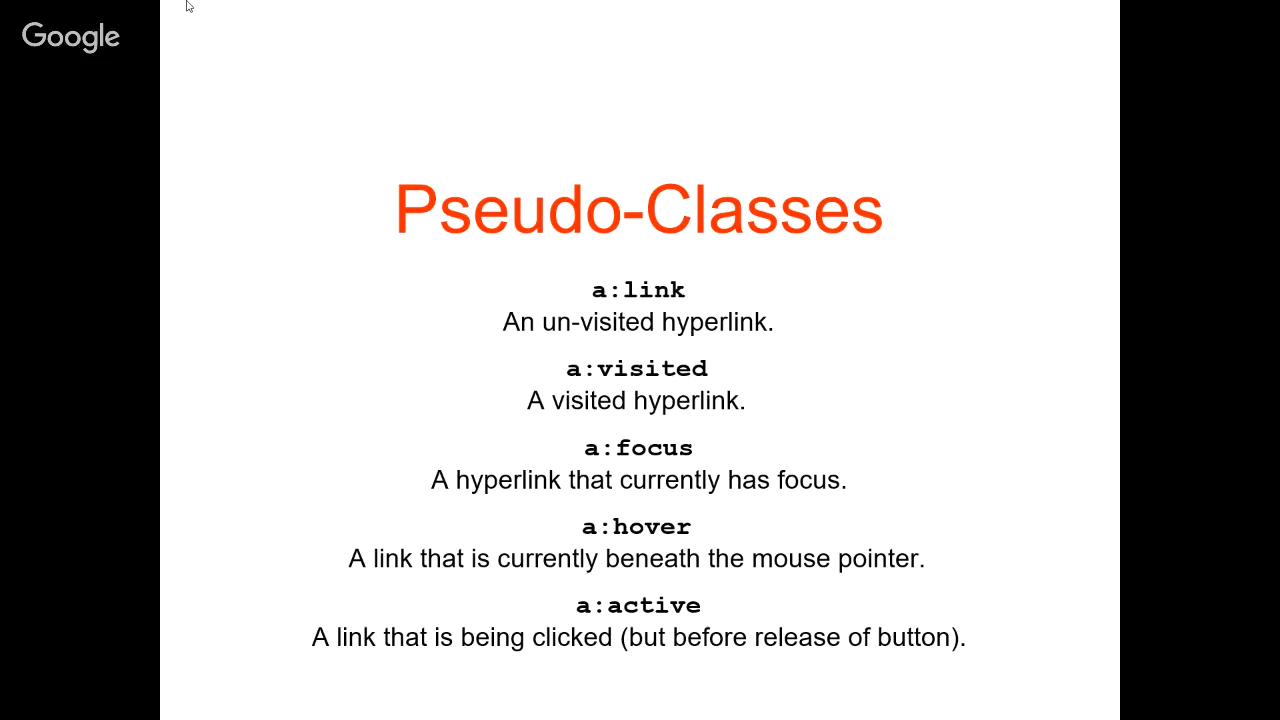 Google
Pseudo-Classes
a:link
An un-visited hyperlink.
a:visited
A visited hyperlink.
a:focus
A hyperlink that currently has focus.
a:hover
A link that is currently beneath the mouse pointer.
a:active
A link that is being clicked (but before release of button).